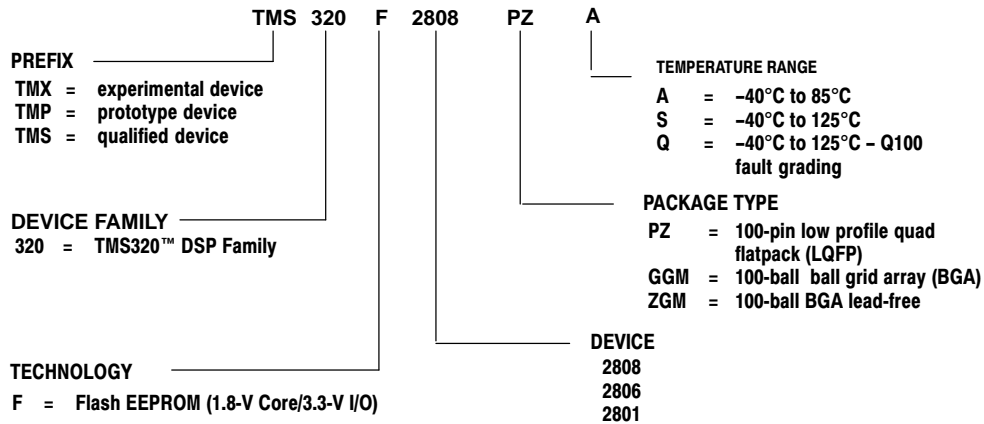 TMS 320 F 2808 PZ A
PREFIX
TMX = experimental device
TMP = prototype device
TMS = qualified device
TEMPERATURE RANGE
A = −40°C to 85°C
S = −40°C to 125°C
Q = −40°C to 125°C − Q100
fault grading
DEVICE FAMILY
320 = TMS320™ DSP Family
PACKAGE TYPE
PZ = 100-pin low profile quad
flatpack (LQFP)
GGM = 100-ball ball grid array (BGA)
ZGM = 100-ball BGA lead-free
TECHNOLOGY
F = Flash EEPROM (1.8-V Core/3.3-V I/O)
DEVICE
2808
2806
2801